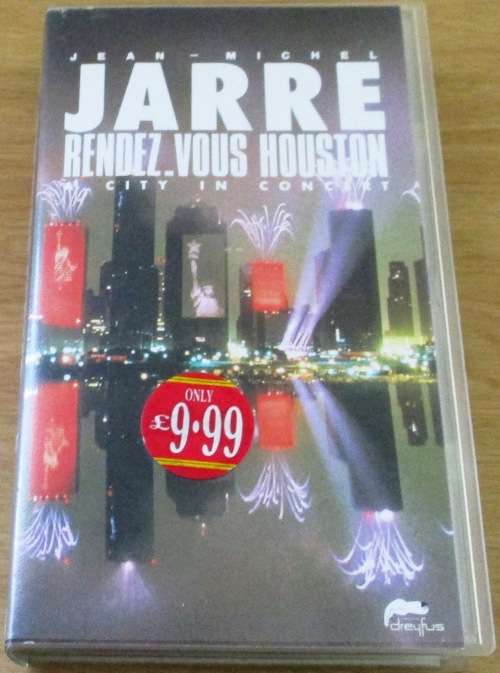 JEAN-MICHEL
JARRE
RENDEZ-VOUS HOUSTON
A CITY IN CONCERT
ONLY
£9.99
dreyfus